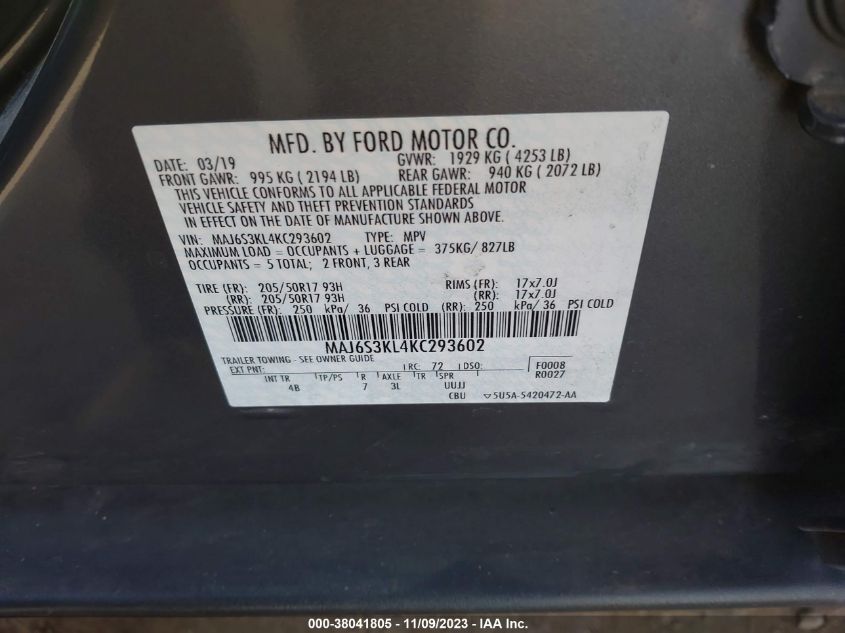 MFD. BY FORD MOTOR CO.
DATE: 03/19 GVWR: 1929 KG ( 4253 LB)
FRONT GAWR: 995 KG ( 2194 LB) REAR GAWR: 940 KG ( 2072 LB)
THIS VEHICLE CONFORMS TO ALL APPLICABLE FEDERAL MOTOR
VEHICLE SAFETY AND THEFT PREVENTION STANDARDS
IN EFFECT ON THE DATE OF MANUFACTURE SHOWN ABOVE.
VIN: MAJ6S3KL4KC293602 TYPE: MPV
MAXIMUM LOAD = OCCUPANTS + LUGGAGE = 375KG/ 827LB
OCCUPANTS = 5 TOTAL; 2 FRONT, 3 REAR
TIRE (FR): 205/50R17 93H RIMS (FR): 17x7.0J
(RR): 205/50R17 93H (RR): 17x7.0J
PRESSURE (FR): 250 kPa/ 36 PSI COLD (RR): 250 kPa/ 36 PSI COLD
MAJ6S3KL4KC293602
TRAILER TOWING - SEE OWNER GUIDE
EXT PNT: RC: 72 DSO: F0008
R0027
INT TR TP/PS R AXLE TR SPR
4B 7 3L UUJJ
CBU ▽5U5A-5420472-AA
000-38041805 - 11/09/2023 - IAA Inc.